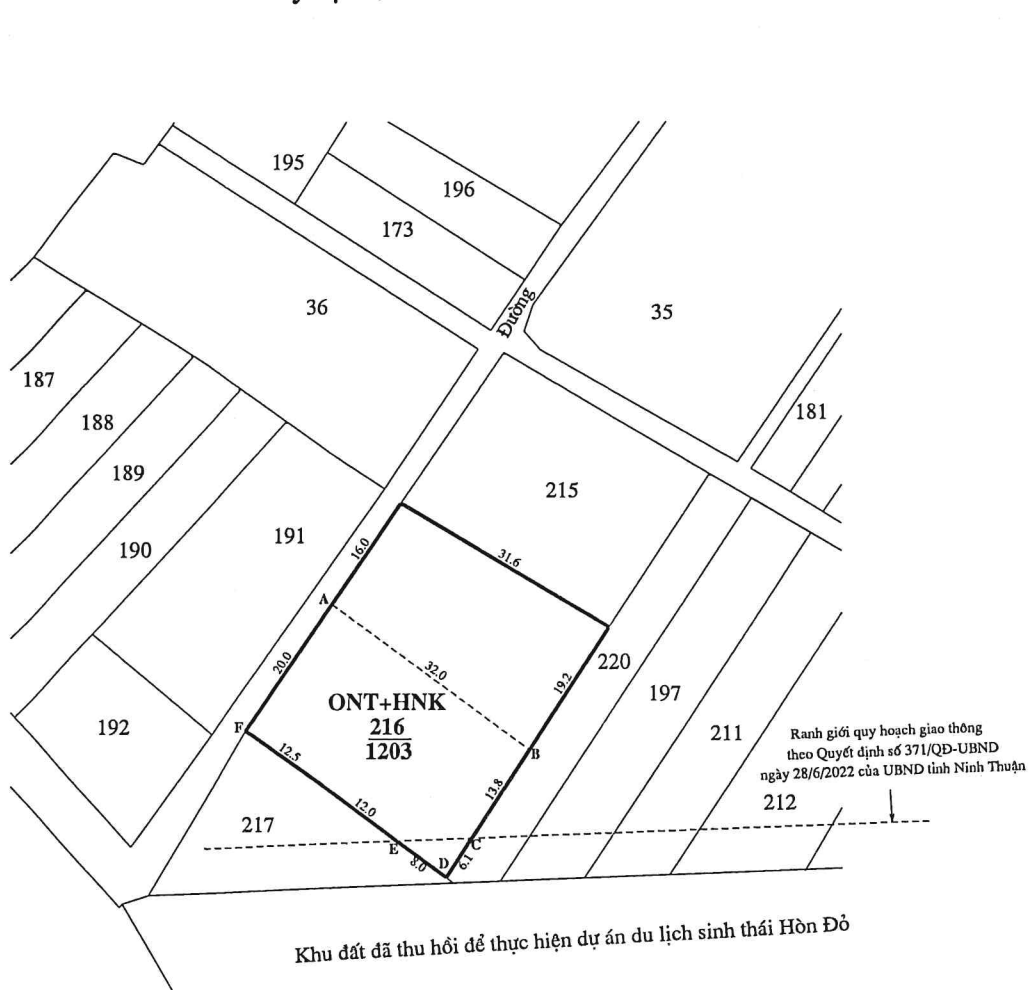 195
196
173
36
Đường
35
187
188
181
189
215
190
191
16.0
31.6
A
20.0
32.0
220
19.2
197
ONT+HNK
216
1203
F
192
12.5
B
211
Ranh giới quy hoạch giao thông
theo Quyết định số 371/QĐ-UBND
ngày 28/6/2022 của UBND tỉnh Ninh Thuận
13.8
212
12.0
217
E
C
8.0
D
6.1
Khu đất đã thu hồi để thực hiện dự án du lịch sinh thái Hòn Đỏ